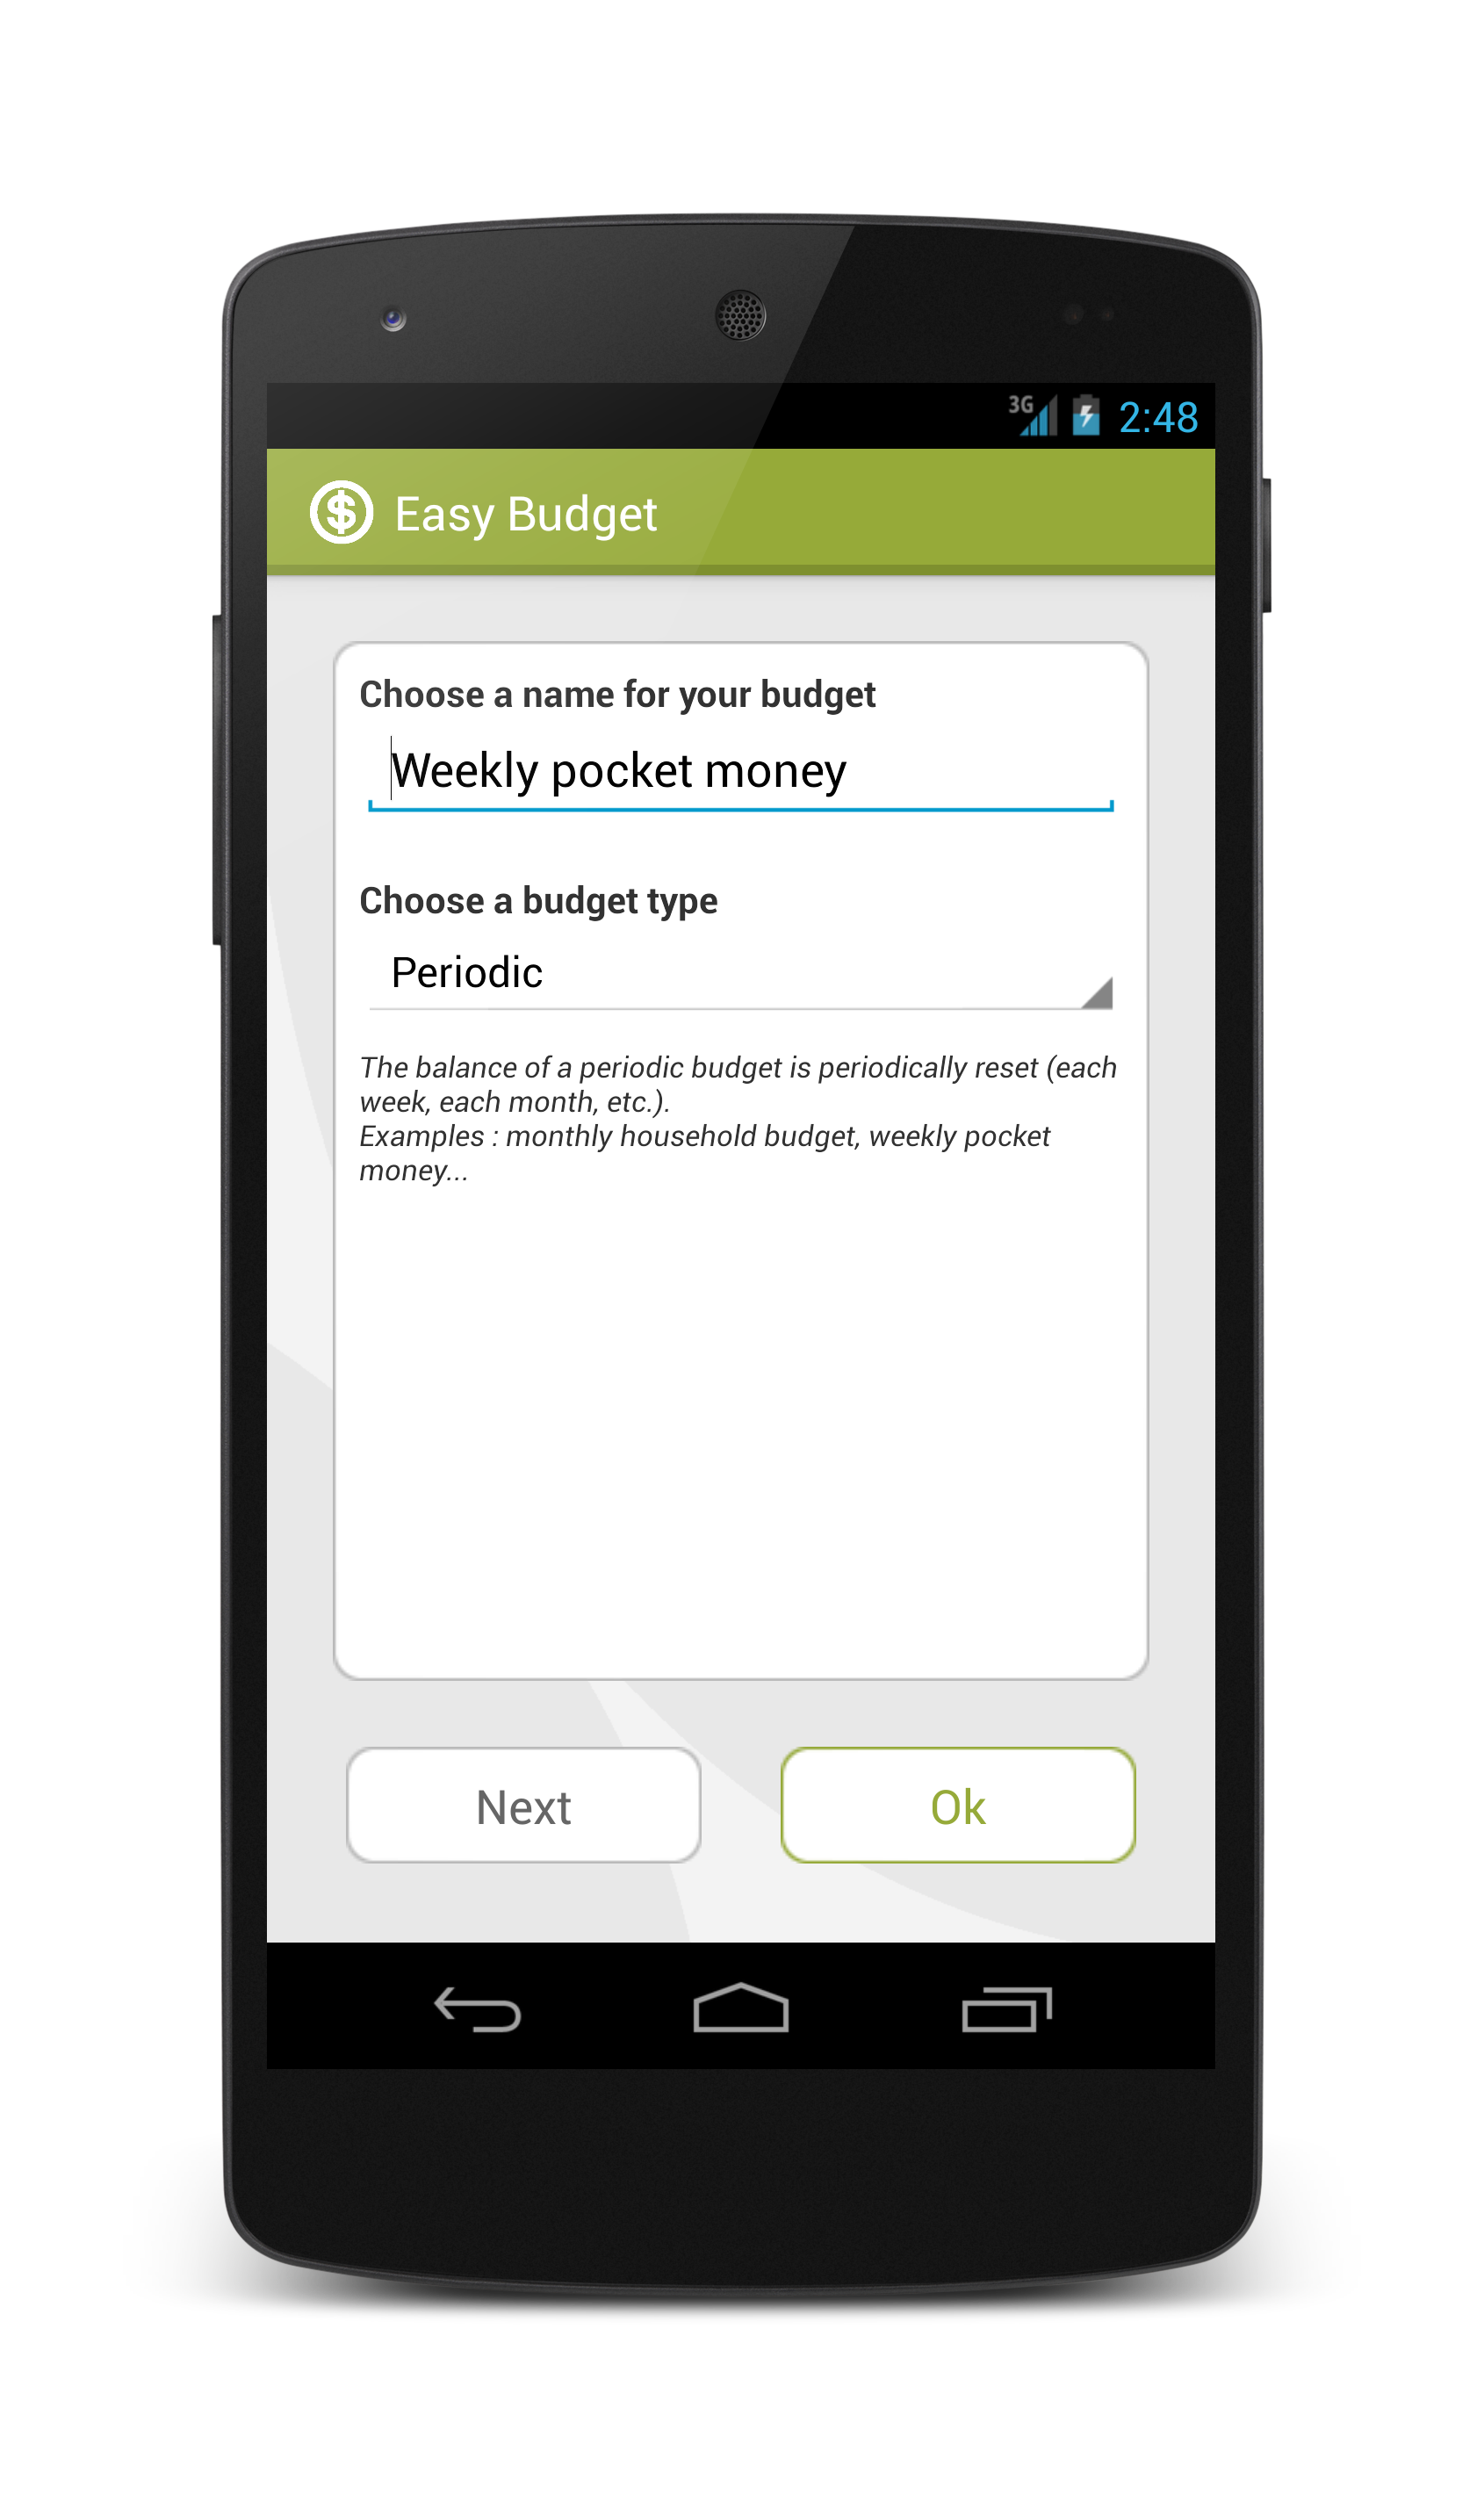 3G 2:48
Easy Budget
Choose a name for your budget
Weekly pocket money
Choose a budget type
Periodic
The balance of a periodic budget is periodically reset (each
week, each month, etc.).
Examples : monthly household budget, weekly pocket
money...
Next Ok